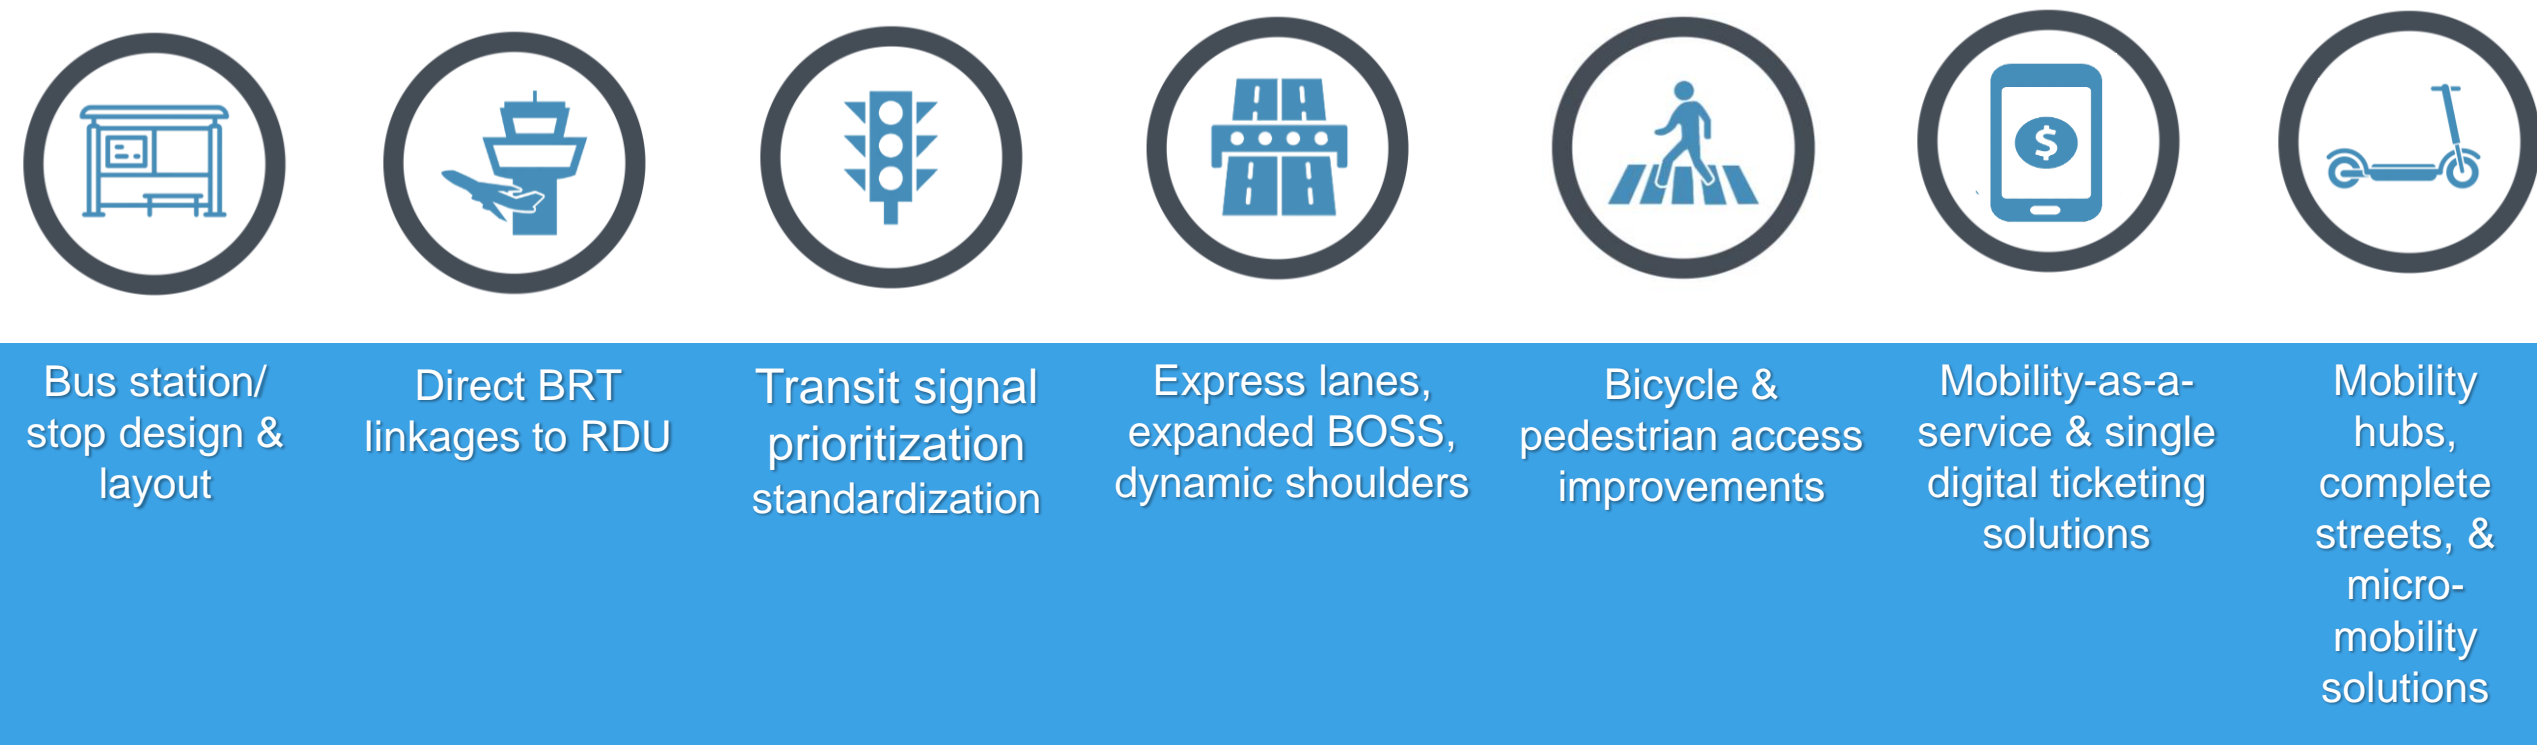 Bus station/
stop design &
layout
Direct BRT
linkages to RDU
Transit signal
prioritization
standardization
Express lanes,
expanded BOSS,
dynamic shoulders
Bicycle &
pedestrian access
improvements
$
Mobility-as-a-
service & single
digital ticketing
solutions
Mobility
hubs,
complete
streets, &
micro-
mobility
solutions